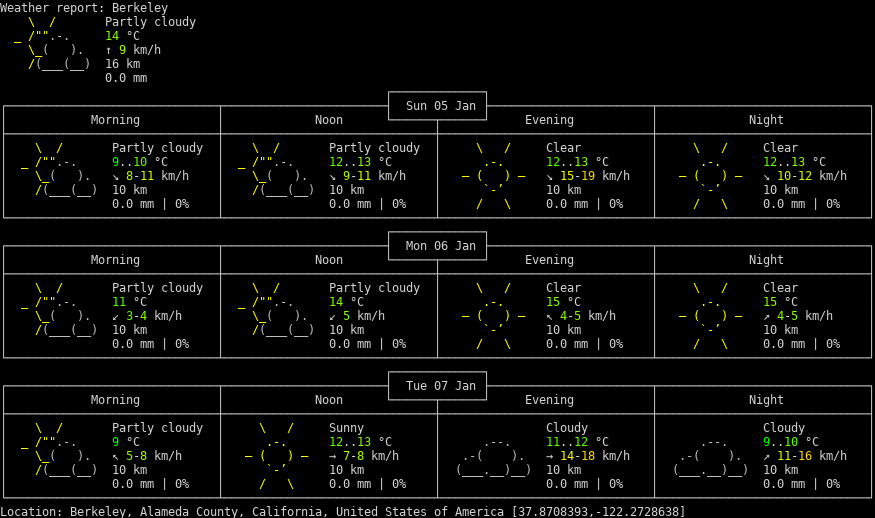 Weather report: Berkeley
Partly cloudy
14 °C
↑ 9 km/h
16 km
0.0 mm
Sun 05 Jan
Morning Noon Evening Night
Partly cloudy Partly cloudy Clear Clear
9..10 °C 12..13 °C 12..13 °C 12..13 °C
↘ 8-11 km/h ↘ 9-11 km/h ↘ 15-19 km/h ↘ 10-12 km/h
10 km 10 km 10 km 10 km
0.0 mm | 0% 0.0 mm | 0% 0.0 mm | 0% 0.0 mm | 0%
Mon 06 Jan
Morning Noon Evening Night
Partly cloudy Partly cloudy Clear Clear
11 °C 14 °C 15 °C 15 °C
↙ 3-4 km/h ↙ 5 km/h ↖ 4-5 km/h ↗ 4-5 km/h
10 km 10 km 10 km 10 km
0.0 mm | 0% 0.0 mm | 0% 0.0 mm | 0% 0.0 mm | 0%
Tue 07 Jan
Morning Noon Evening Night
Partly cloudy Sunny Cloudy Cloudy
9 °C 12..13 °C 11..12 °C 9..10 °C
↖ 5-8 km/h → 7-8 km/h → 14-18 km/h ↗ 11-16 km/h
10 km 10 km 10 km 10 km
0.0 mm | 0% 0.0 mm | 0% 0.0 mm | 0% 0.0 mm | 0%
Location: Berkeley, Alameda County, California, United States of America [37.8708393,-122.2728638]